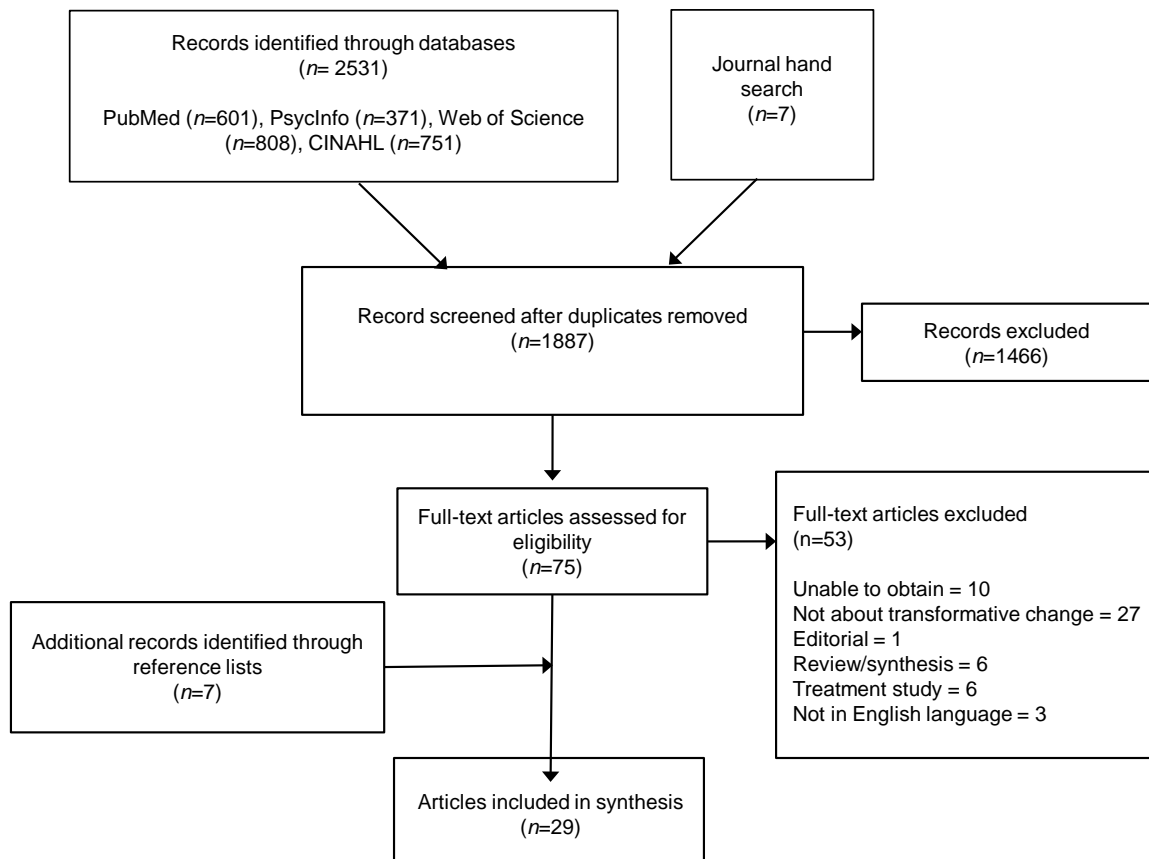 Records identified through databases
(n= 2531)
PubMed (n=601), PsycInfo (n=371), Web of Science
(n=808), CINAHL (n=751)
Journal hand
search
(n=7)
Record screened after duplicates removed
(n=1887)
Records excluded
(n=1466)
Full-text articles assessed for
eligibility
(n=75)
Full-text articles excluded
(n=53)
Unable to obtain = 10
Not about transformative change = 27
Editorial = 1
Review/synthesis = 6
Treatment study = 6
Not in English language = 3
Additional records identified through
reference lists
(n=7)
Articles included in synthesis
(n=29)